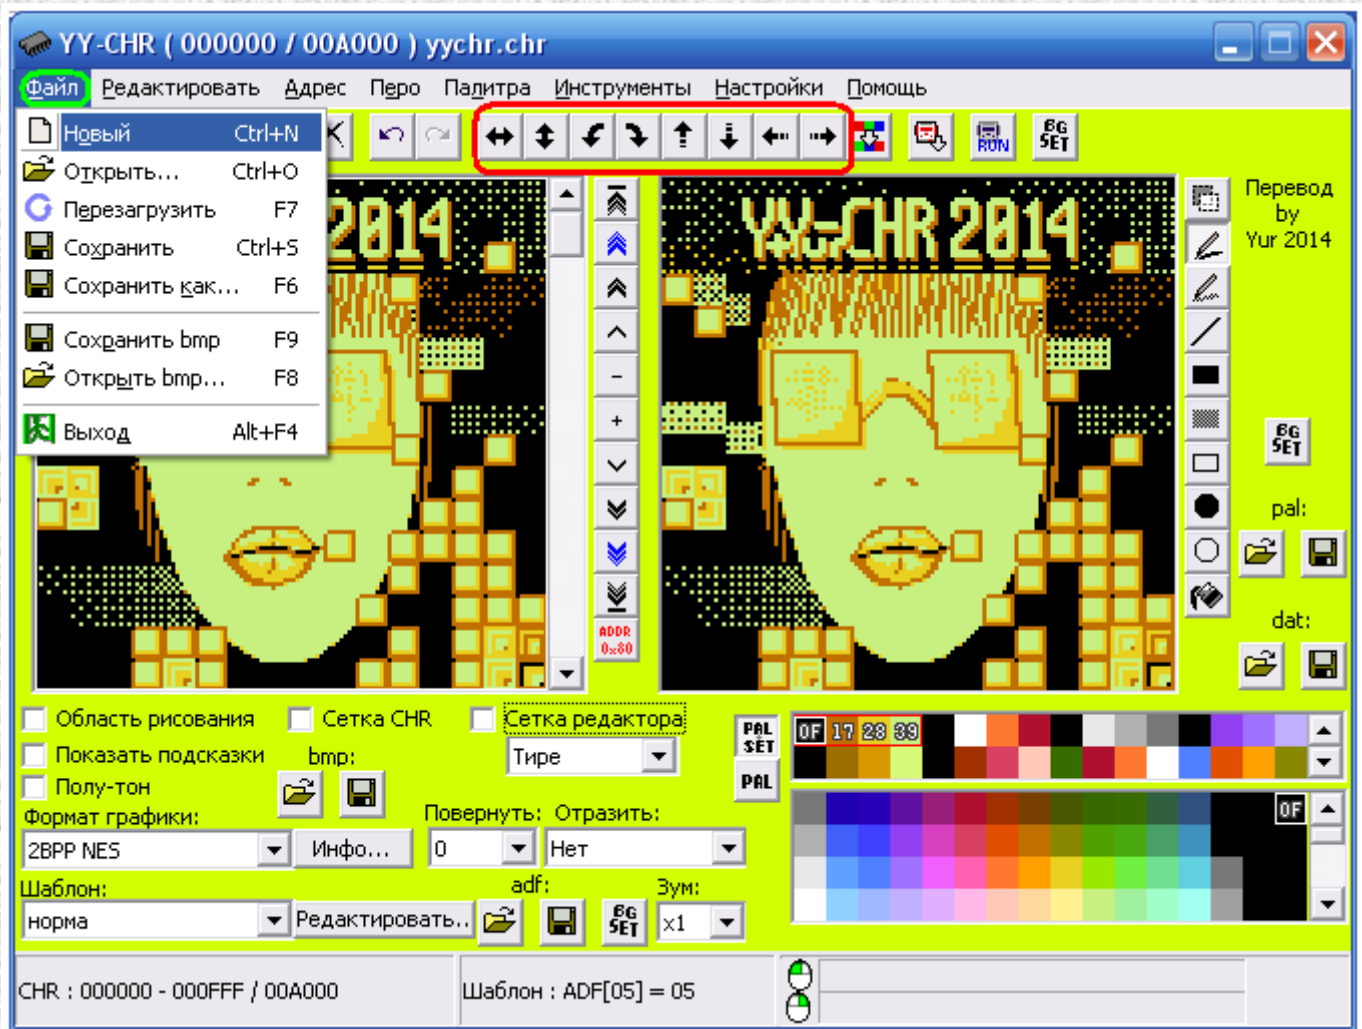 YY-CHR ( 000000 / 00A000 ) yychr.chr
Файл Редактировать Адрес Перо Палитра Инструменты Настройки Помощь
Новый Ctrl+N
Открыть... Ctrl+O
Перезагрузить F7
Сохранить Ctrl+S
Сохранить как... F6
Сохранить bmp F9
Открыть bmp... F8
Выход Alt+F4
RUN
BG SET
2014
YY-CHR 2014
Перевод
by
Yur 2014
BG
SET
pal:
dat:
ADDR
0x80
Область рисования Сетка CHR Сетка редактора
Показать подсказки bmp: Тире
Полу-тон
PAL
SET
PAL
0F 17 28 39
0F
Формат графики: Повернуть: Отразить:
2BPP NES Инфо... 0 Нет
Шаблон: adf: Зум:
норма Редактировать.. BG SET x1
CHR : 000000 - 000FFF / 00A000 Шаблон : ADF[05] = 05